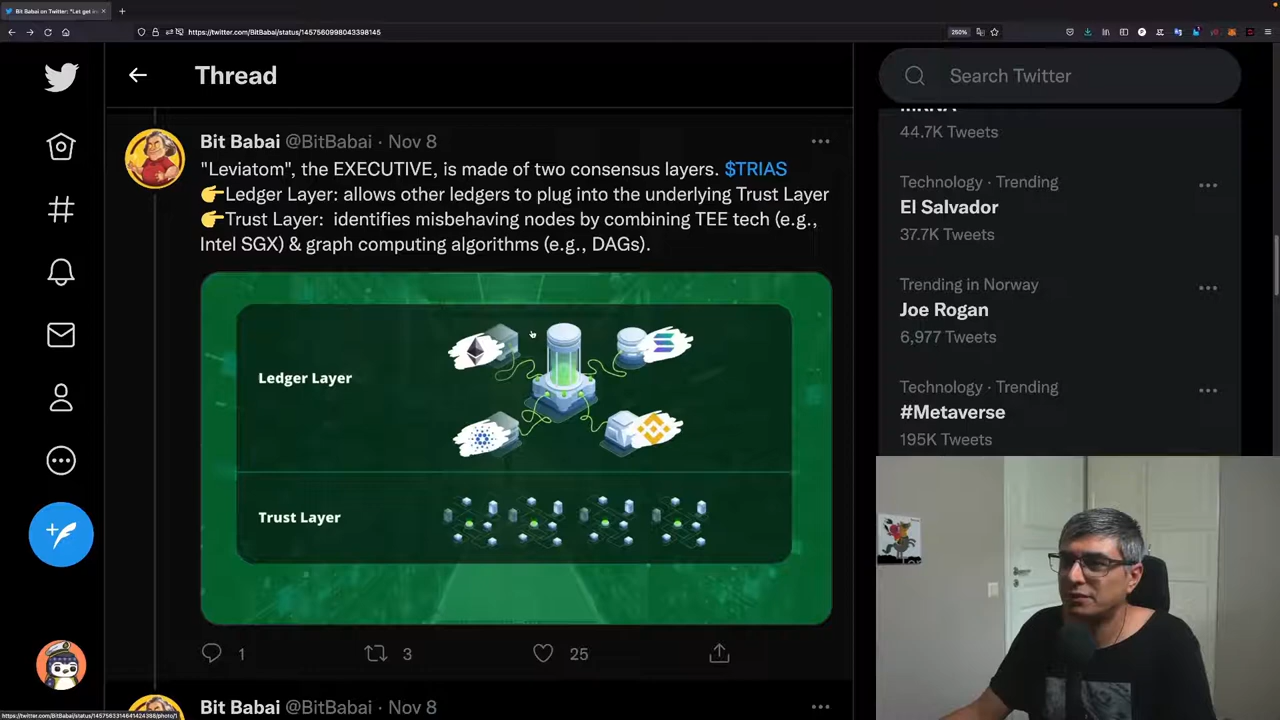 Bit Babai on Twitter: "Let get in
https://twitter.com/BitBabai/status/1457560998043398145
250%
Thread
Search Twitter
44.7K Tweets
Bit Babai @BitBabai · Nov 8
"Leviatom", the EXECUTIVE, is made of two consensus layers. $TRIAS
👉Ledger Layer: allows other ledgers to plug into the underlying Trust Layer
👉Trust Layer: identifies misbehaving nodes by combining TEE tech (e.g.,
Intel SGX) & graph computing algorithms (e.g., DAGs).
Technology · Trending
El Salvador
37.7K Tweets
Trending in Norway
Joe Rogan
6,977 Tweets
Technology · Trending
#Metaverse
195K Tweets
Ledger Layer
Trust Layer
1
3
25
Bit Babai @BitBabai · Nov 8
https://twitter.com/BitBabai/status/1457563314641424388/photo/1